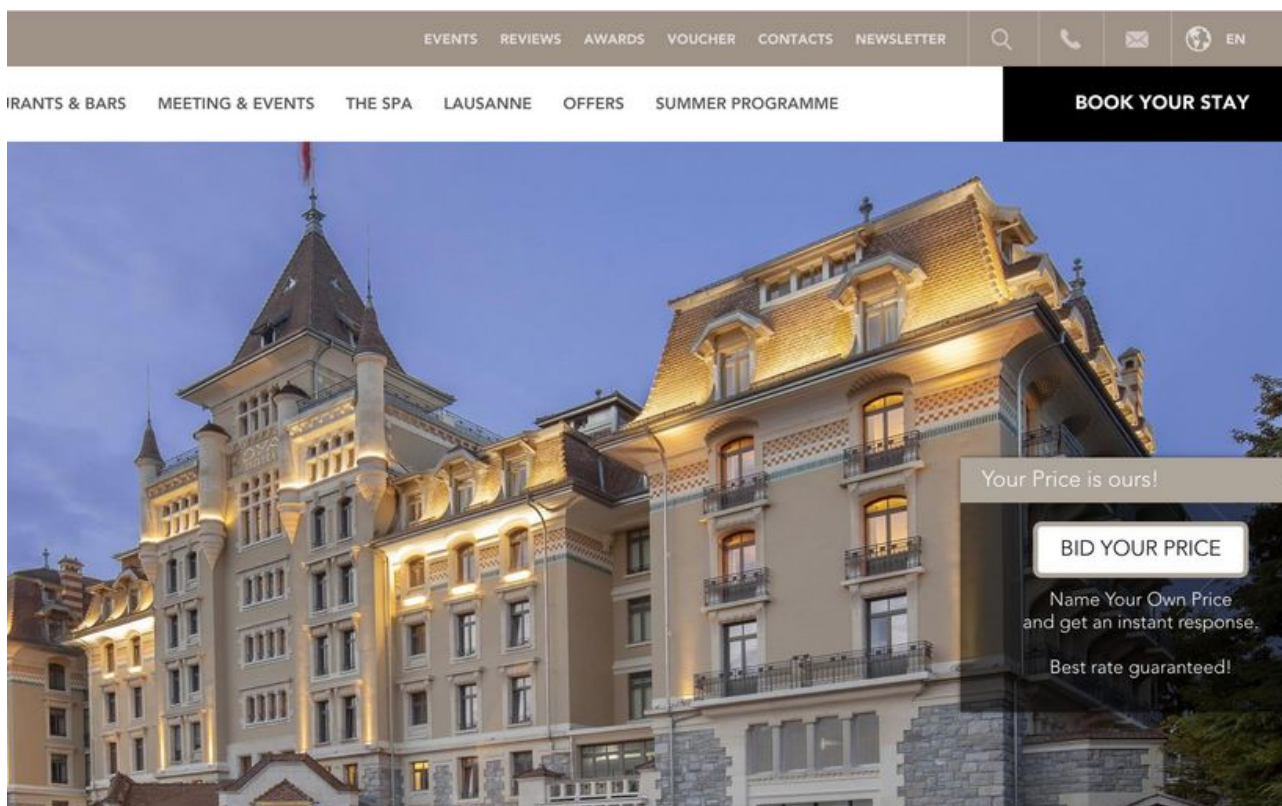 EVENTS REVIEWS AWARDS VOUCHER CONTACTS NEWSLETTER EN
RANTS & BARS MEETING & EVENTS THE SPA LAUSANNE OFFERS SUMMER PROGRAMME BOOK YOUR STAY
Your Price is ours!
BID YOUR PRICE
Name Your Own Price
and get an instant response.
Best rate guaranteed!